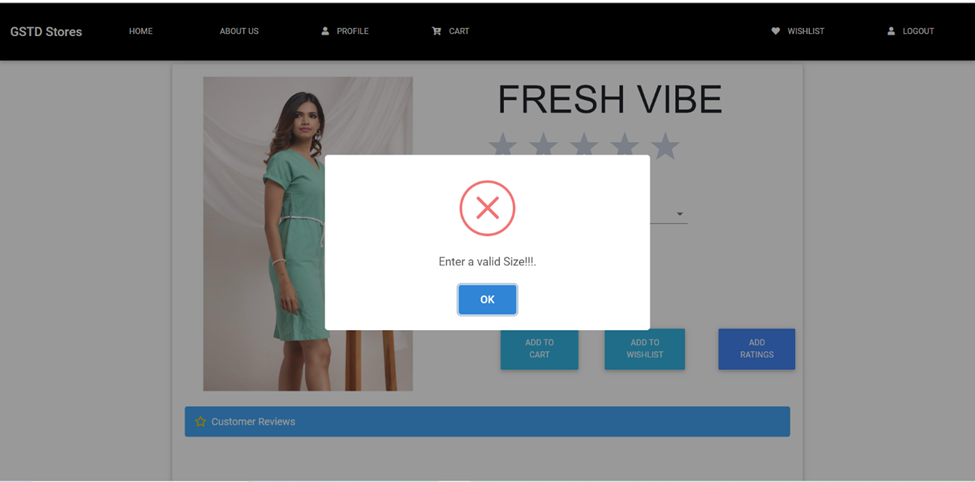 GSTD Stores HOME ABOUT US PROFILE CART WISHLIST LOGOUT
FRESH VIBE
Enter a valid Size!!!.
OK
ADD TO
CART
ADD TO
WISHLIST
ADD
RATINGS
Customer Reviews